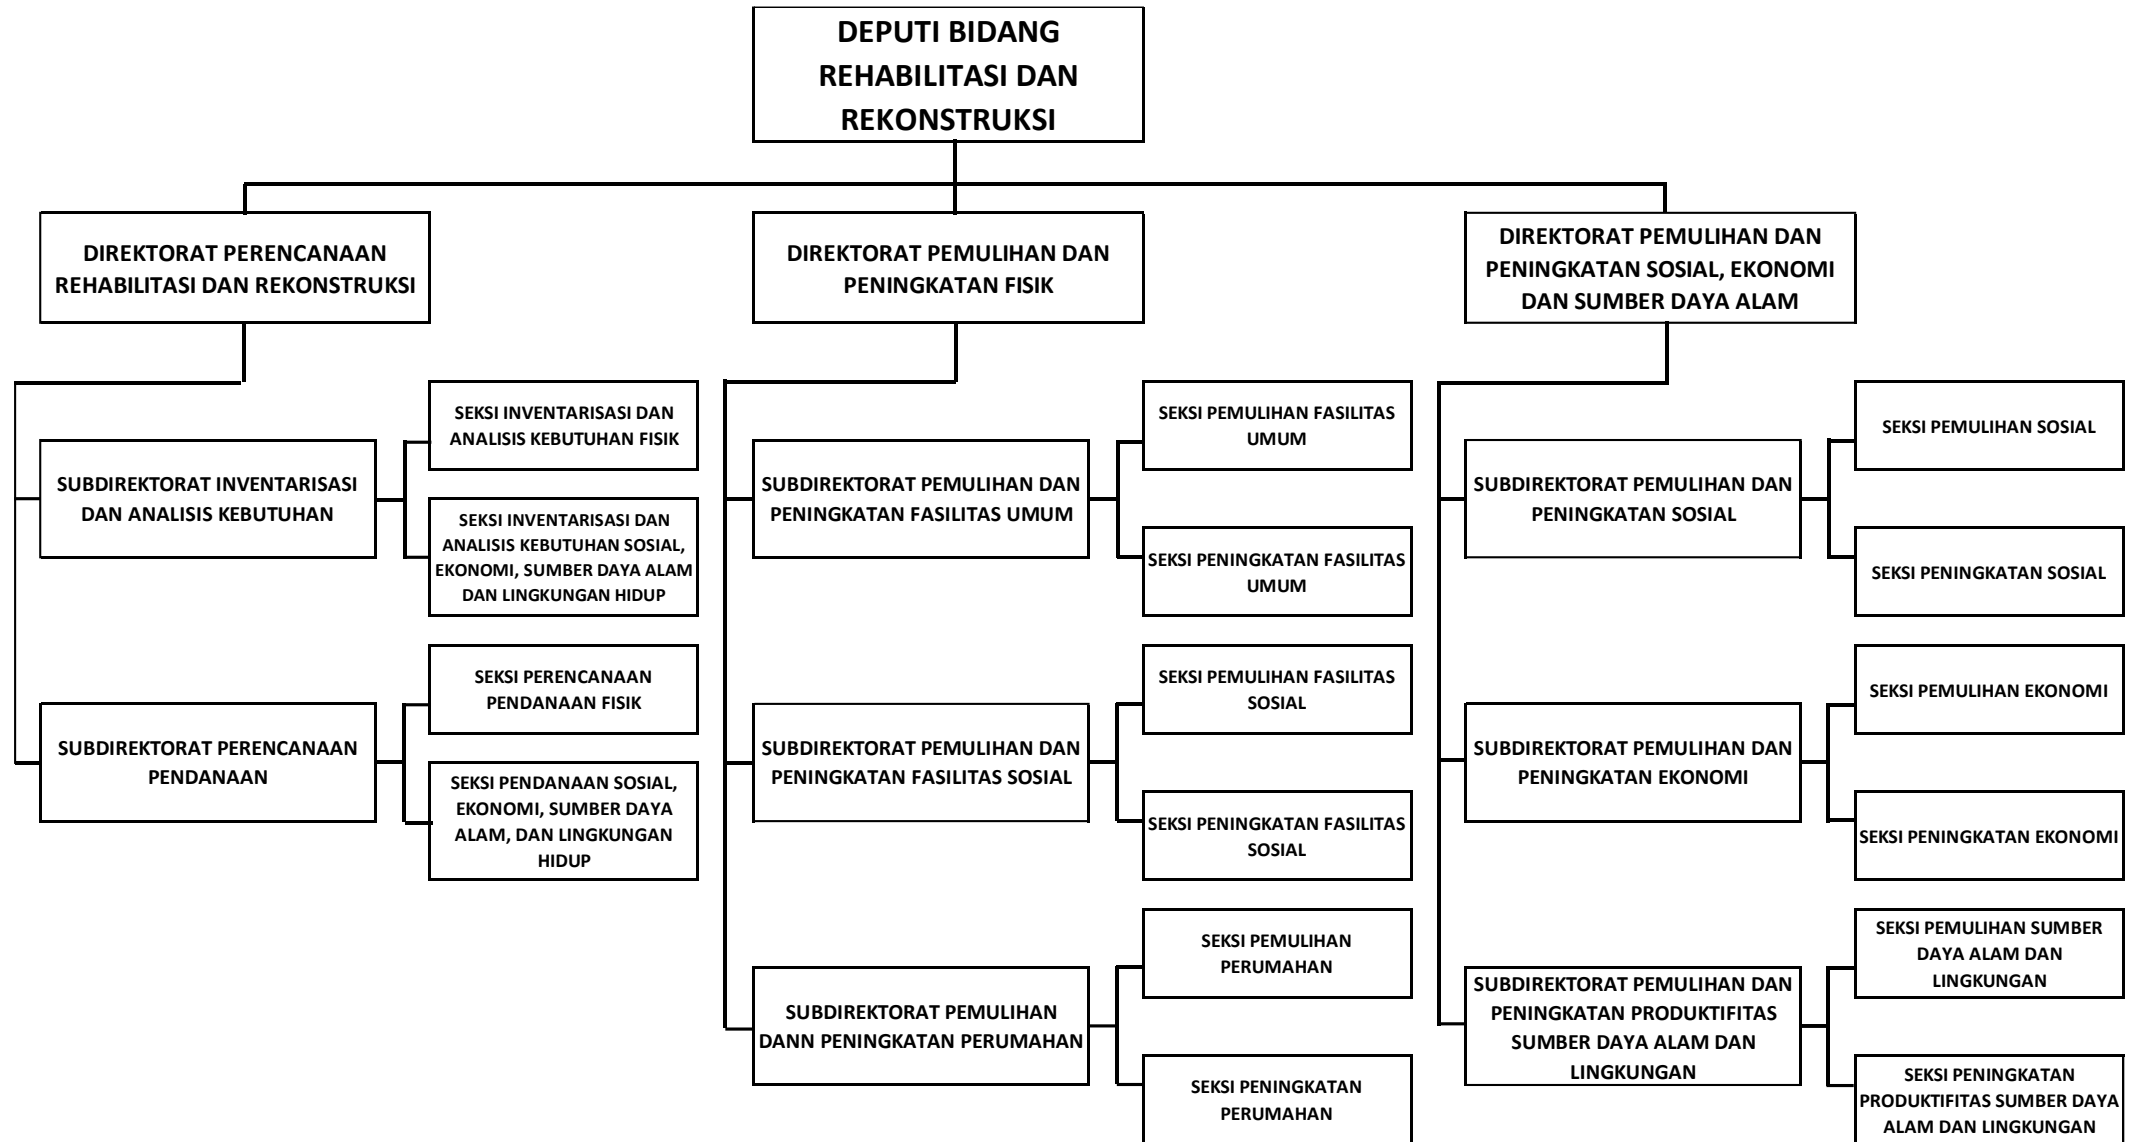 DEPUTI BIDANG
REHABILITASI DAN
REKONSTRUKSI
DIREKTORAT PERENCANAAN
REHABILITASI DAN REKONSTRUKSI
DIREKTORAT PEMULIHAN DAN
PENINGKATAN FISIK
DIREKTORAT PEMULIHAN DAN
PENINGKATAN SOSIAL, EKONOMI
DAN SUMBER DAYA ALAM
SUBDIREKTORAT INVENTARISASI
DAN ANALISIS KEBUTUHAN
SEKSI INVENTARISASI DAN
ANALISIS KEBUTUHAN FISIK
SEKSI INVENTARISASI DAN
ANALISIS KEBUTUHAN SOSIAL,
EKONOMI, SUMBER DAYA ALAM
DAN LINGKUNGAN HIDUP
SUBDIREKTORAT PERENCANAAN
PENDANAAN
SEKSI PERENCANAAN
PENDANAAN FISIK
SEKSI PENDANAAN SOSIAL,
EKONOMI, SUMBER DAYA
ALAM, DAN LINGKUNGAN
HIDUP
SUBDIREKTORAT PEMULIHAN DAN
PENINGKATAN FASILITAS UMUM
SEKSI PEMULIHAN FASILITAS
UMUM
SEKSI PENINGKATAN FASILITAS
UMUM
SUBDIREKTORAT PEMULIHAN DAN
PENINGKATAN FASILITAS SOSIAL
SEKSI PEMULIHAN FASILITAS
SOSIAL
SEKSI PENINGKATAN FASILITAS
SOSIAL
SUBDIREKTORAT PEMULIHAN
DANN PENINGKATAN PERUMAHAN
SEKSI PEMULIHAN
PERUMAHAN
SEKSI PENINGKATAN
PERUMAHAN
SUBDIREKTORAT PEMULIHAN DAN
PENINGKATAN SOSIAL
SEKSI PEMULIHAN SOSIAL
SEKSI PENINGKATAN SOSIAL
SUBDIREKTORAT PEMULIHAN DAN
PENINGKATAN EKONOMI
SEKSI PEMULIHAN EKONOMI
SEKSI PENINGKATAN EKONOMI
SUBDIREKTORAT PEMULIHAN DAN
PENINGKATAN PRODUKTIFITAS
SUMBER DAYA ALAM DAN
LINGKUNGAN
SEKSI PEMULIHAN SUMBER
DAYA ALAM DAN
LINGKUNGAN
SEKSI PENINGKATAN
PRODUKTIFITAS SUMBER DAYA
ALAM DAN LINGKUNGAN